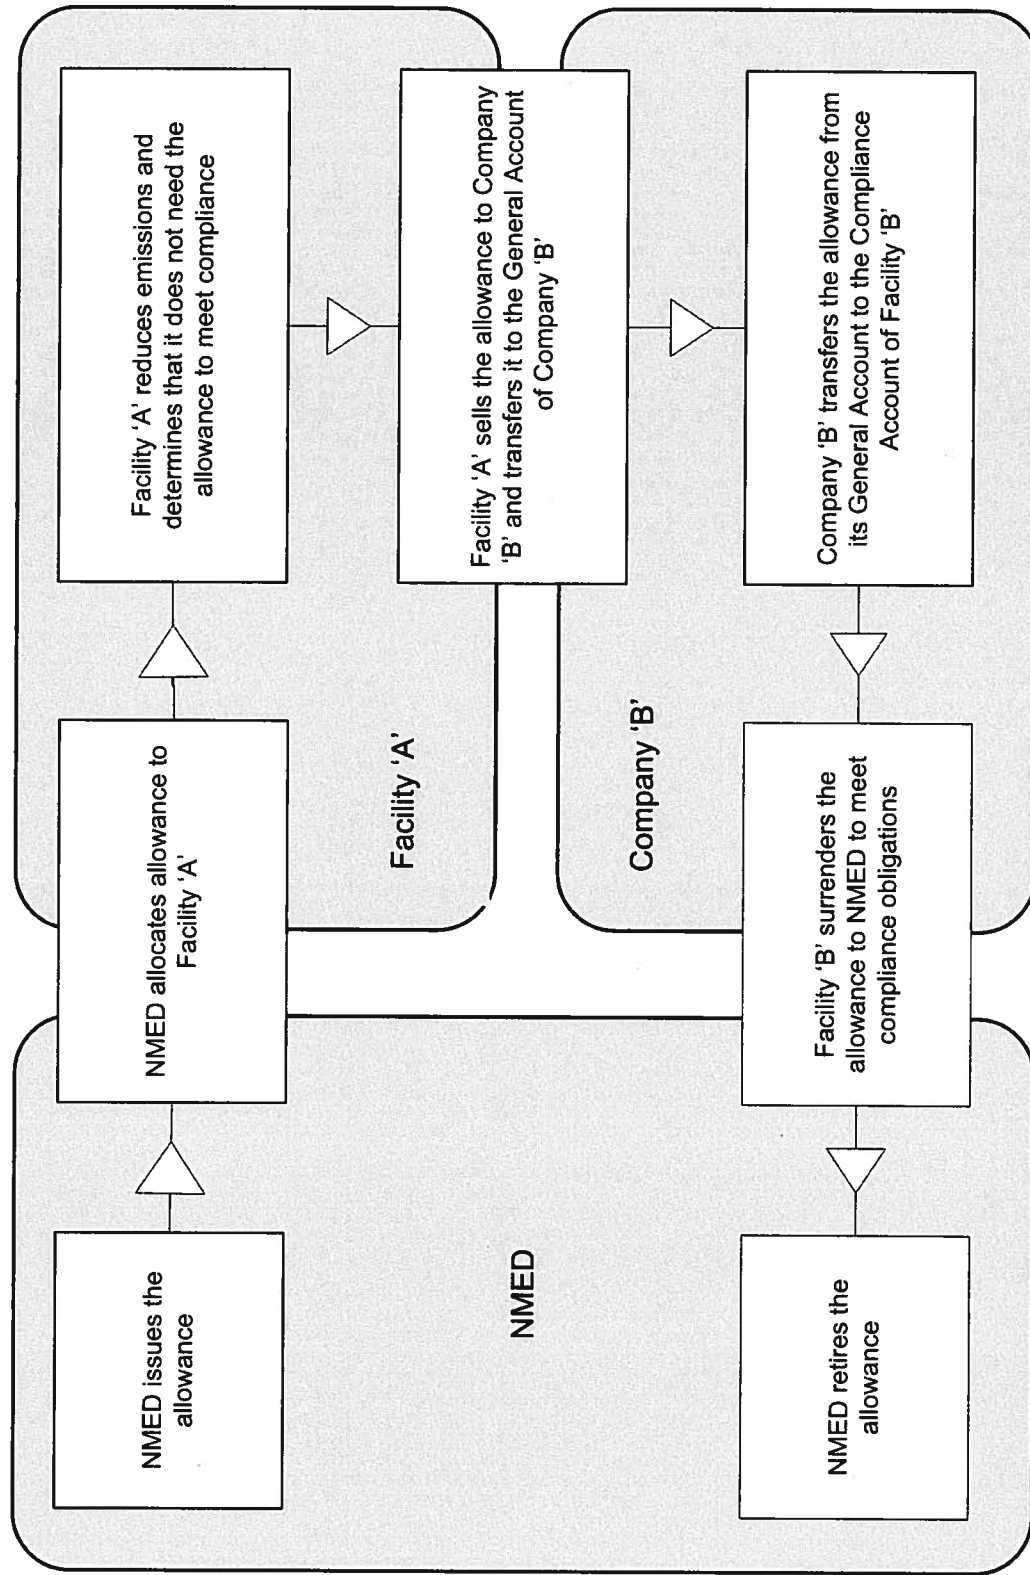 NMED issues the
allowance
NMED allocates allowance to
Facility ‘A’
Facility ‘A’ reduces emissions and
determines that it does not need the
allowance to meet compliance
Facility ‘A’
Facility ‘A’ sells the allowance to Company
‘B’ and transfers it to the General Account
of Company ‘B’
NMED
Company ‘B’
Company ‘B’ transfers the allowance from
its General Account to the Compliance
Account of Facility ‘B’
Facility ‘B’ surrenders the
allowance to NMED to meet
compliance obligations
NMED retires the
allowance